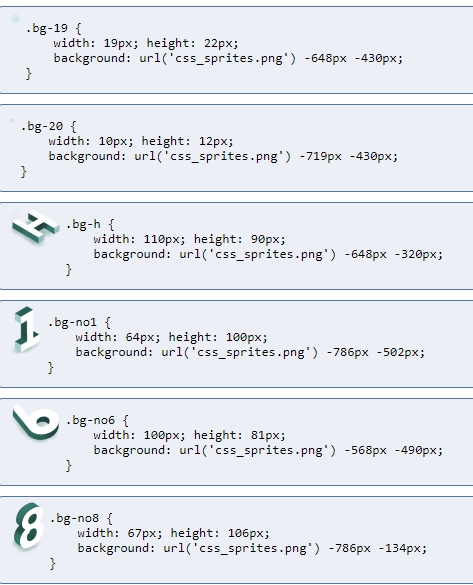 .bg-19 {
width: 19px; height: 22px;
background: url('css_sprites.png') -648px -430px;
}
.bg-20 {
width: 10px; height: 12px;
background: url('css_sprites.png') -719px -430px;
}
H
.bg-h {
width: 110px; height: 90px;
background: url('css_sprites.png') -648px -320px;
}
1
.bg-no1 {
width: 64px; height: 100px;
background: url('css_sprites.png') -786px -502px;
}
6
.bg-no6 {
width: 100px; height: 81px;
background: url('css_sprites.png') -568px -490px;
}
8
.bg-no8 {
width: 67px; height: 106px;
background: url('css_sprites.png') -786px -134px;
}